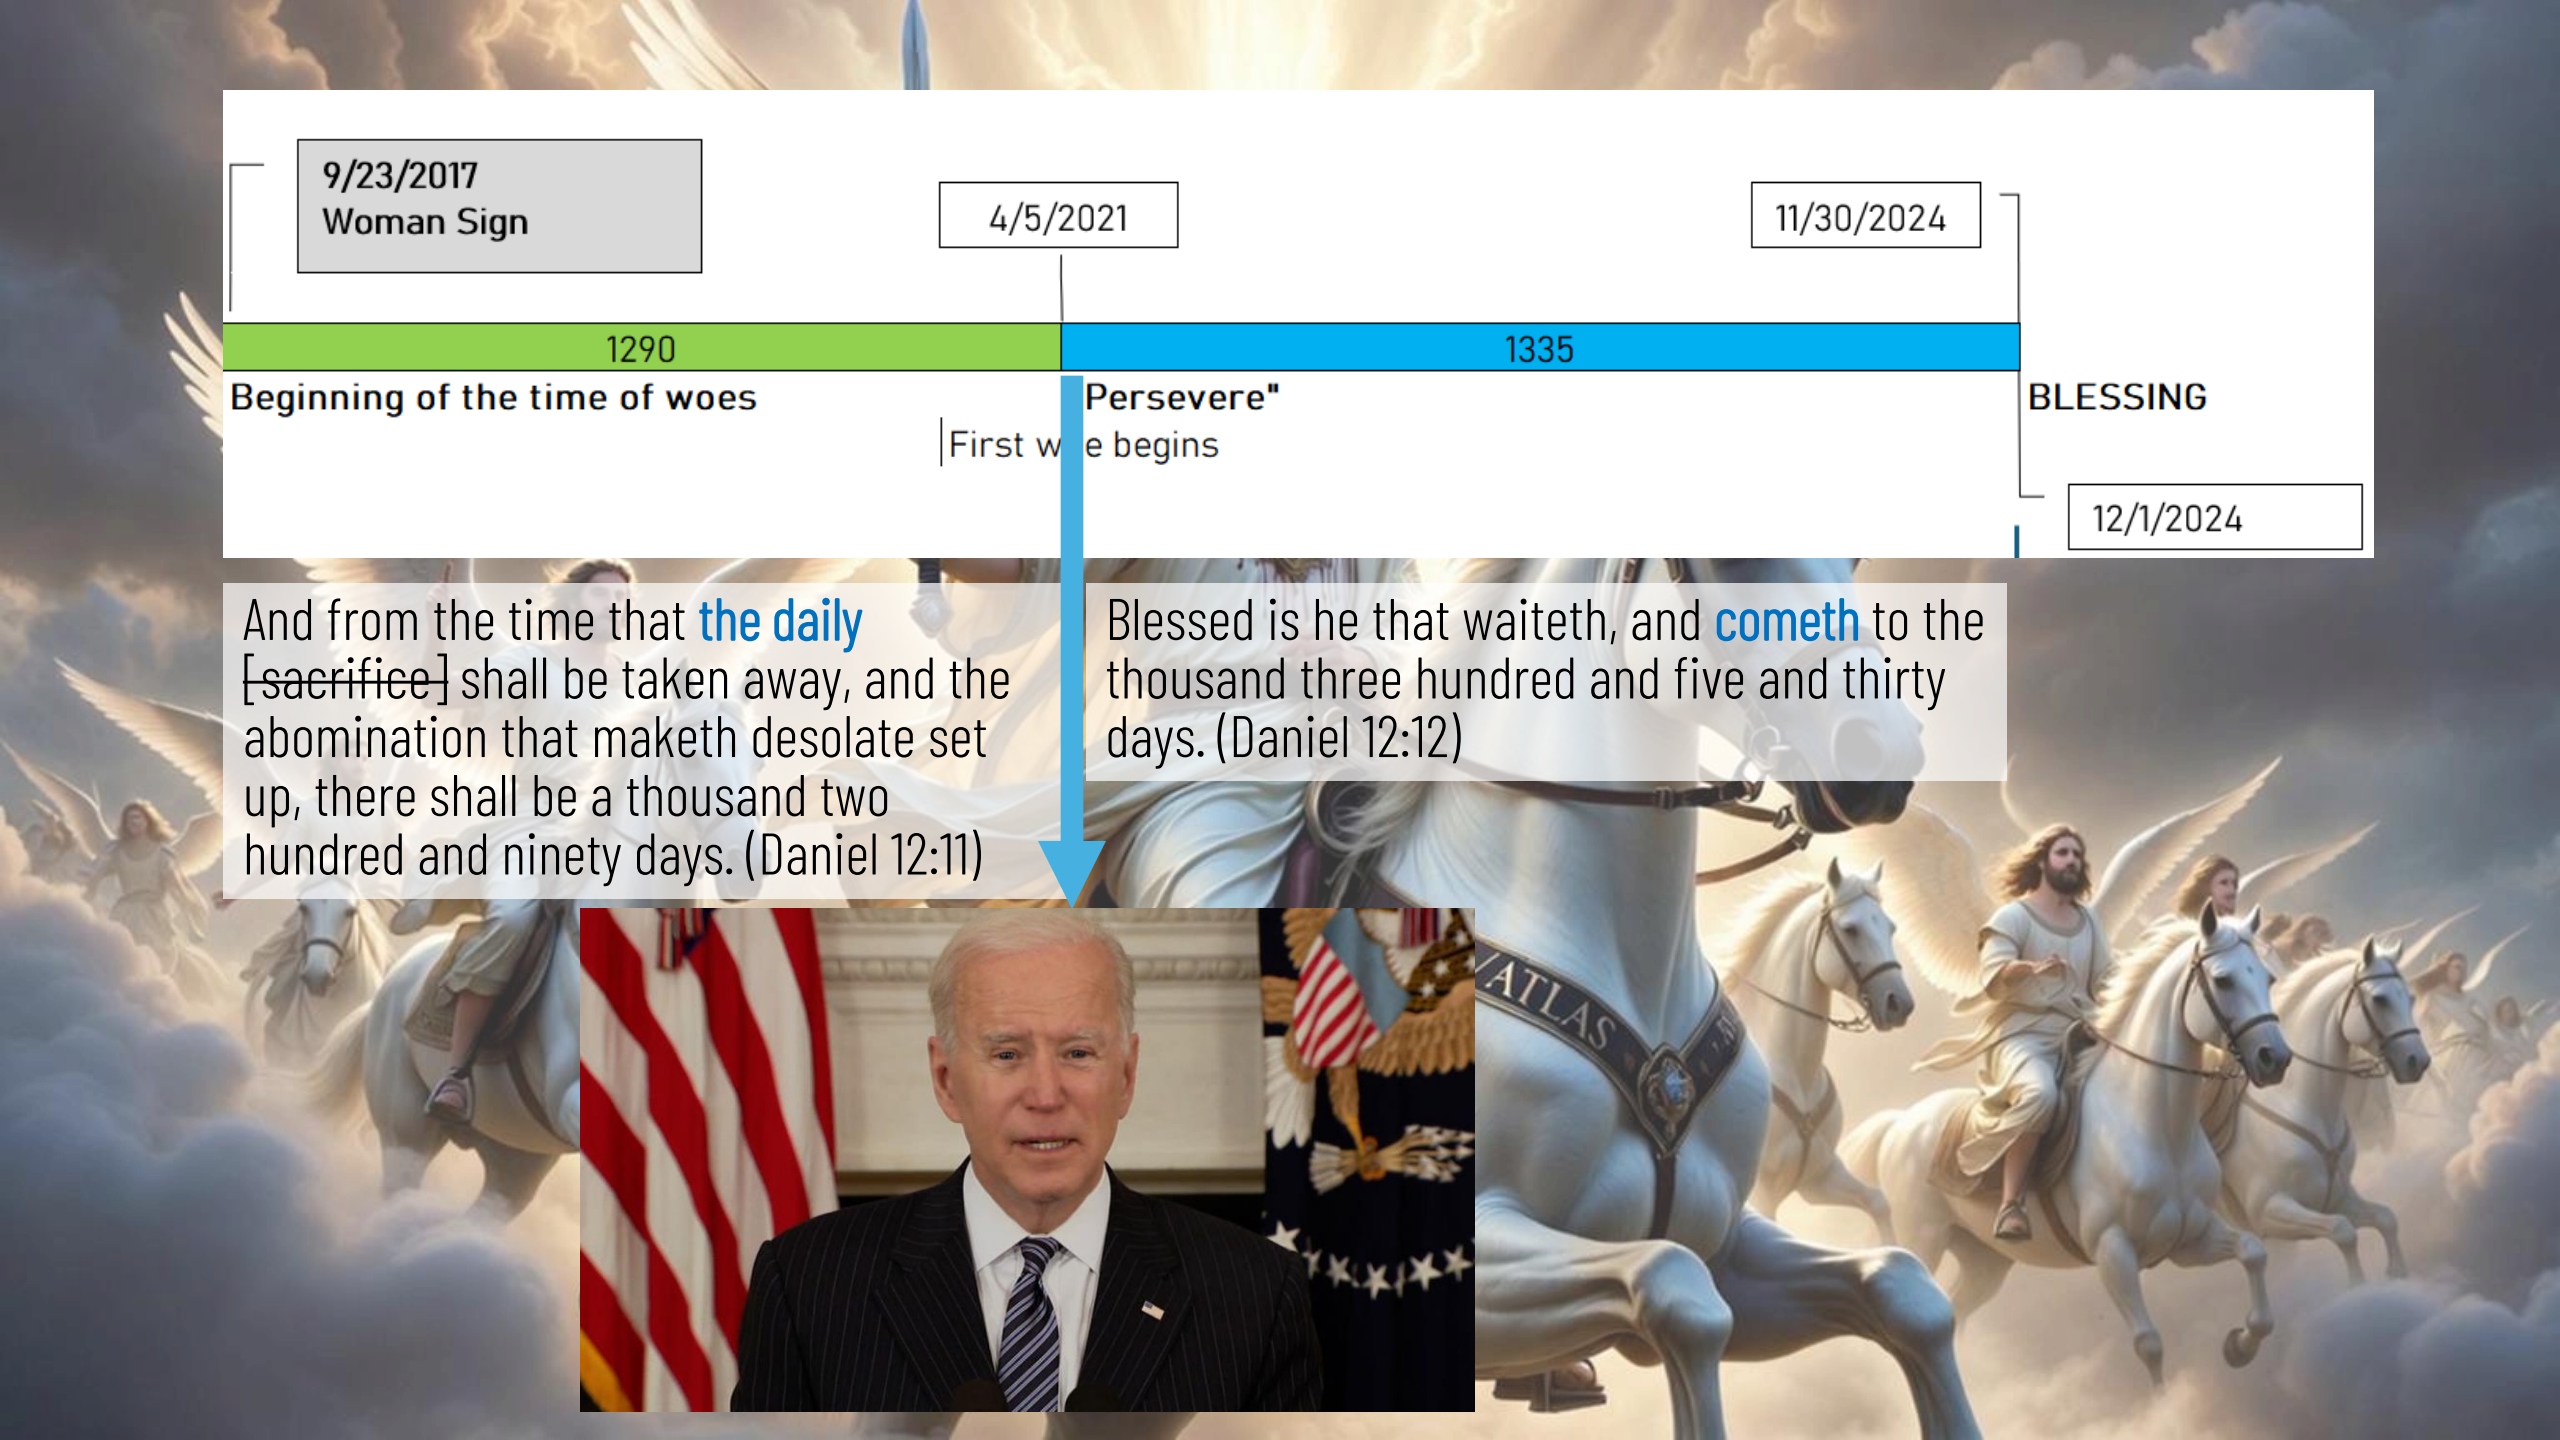 9/23/2017
Woman Sign
4/5/2021
11/30/2024
1290
1335
Beginning of the time of woes
Persevere"
BLESSING
First w e begins
12/1/2024
And from the time that the daily
[sacrifice] shall be taken away, and the
abomination that maketh desolate set
up, there shall be a thousand two
hundred and ninety days. (Daniel 12:11)
Blessed is he that waiteth, and cometh to the
thousand three hundred and five and thirty
days. (Daniel 12:12)
ATLAS